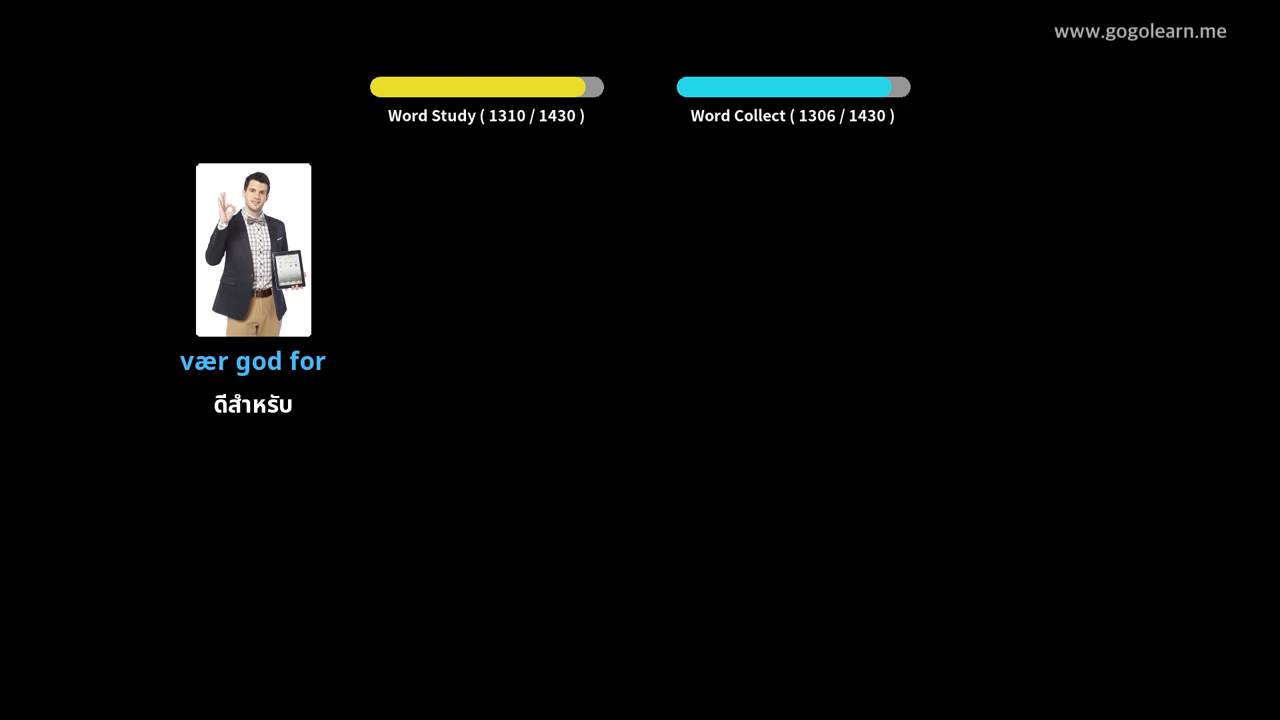 www.gogolearn.me
Word Study ( 1310 / 1430 )
Word Collect ( 1306 / 1430 )
vær god for
ดีสำหรับ